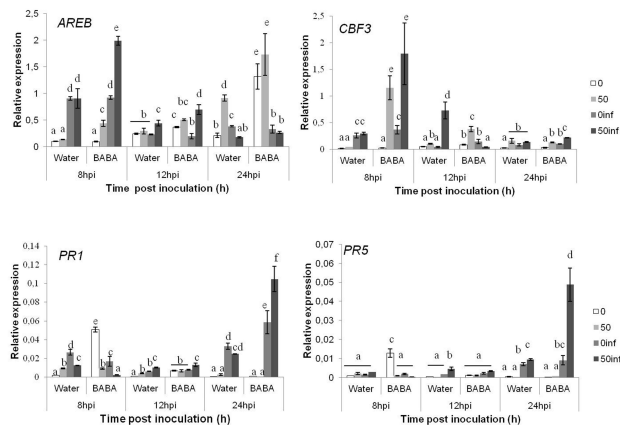 AREB
Relative expression
2,5
2
1,5
1
0,5
0
a a d d a c d e
b c bc c b d
a d c ab e e b b
Water BABA Water BABA Water BABA
8hpi 12hpi 24hpi
Time post inoculation (h)
CBF3
Relative expression
2,5
2
1,5
1
0,5
0
a a c c a e c e
a b a d b c b a
a b a b b c
Water BABA Water BABA Water BABA
8hpi 12hpi 24hpi
Time post inoculation (h)
0
50
0inf
50inf
PR1
Relative expression
0,14
0,12
0,1
0,08
0,06
0,04
0,02
0
a b d c e b c a
a b c b c
a a d cd a a e f
Water BABA Water BABA Water BABA
8hpi 12hpi 24hpi
Time post inoculation (h)
PR5
Relative expression
0,07
0,06
0,05
0,04
0,03
0,02
0,01
0
a c a
a b a
a b c a a bc d
Water BABA Water BABA Water BABA
8hpi 12hpi 24hpi
Time post inoculation (h)
0
50
0inf
50inf